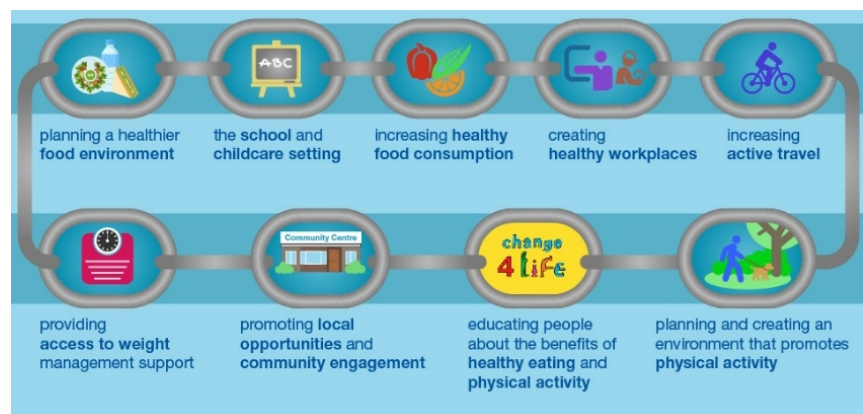 ABC
planning a healthier
food environment
the school and
childcare setting
increasing healthy
food consumption
creating
healthy workplaces
increasing
active travel
Community Centre
change
4 life
providing
access to weight
management support
promoting local
opportunities and
community engagement
educating people
about the benefits of
healthy eating and
physical activity
planning and creating an
environment that promotes
physical activity